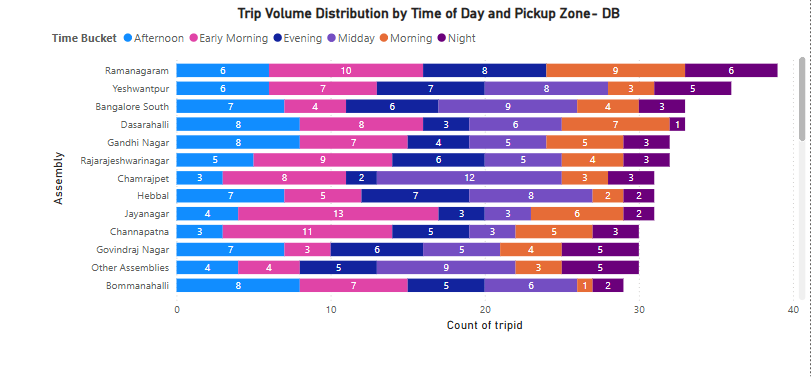 Trip Volume Distribution by Time of Day and Pickup Zone- DB
Time Bucket Afternoon Early Morning Evening Midday Morning Night
Assembly
Ramanagaram 6 10 8 9 6
Yeshwantpur 6 7 7 8 3 5
Bangalore South 7 4 6 9 4 3
Dasarahalli 8 8 3 6 7 1
Gandhi Nagar 8 7 4 5 5 3
Rajarajeshwarinagar 5 9 6 5 4 3
Chamrajpet 3 8 2 12 3 3
Hebbal 7 5 7 8 2 2
Jayanagar 4 13 3 3 6 2
Channapatna 3 11 5 3 5 3
Govindraj Nagar 7 3 6 5 4 5
Other Assemblies 4 4 5 9 3 5
Bommanahalli 8 7 5 6 1 2
0 10 20 30 40
Count of tripid